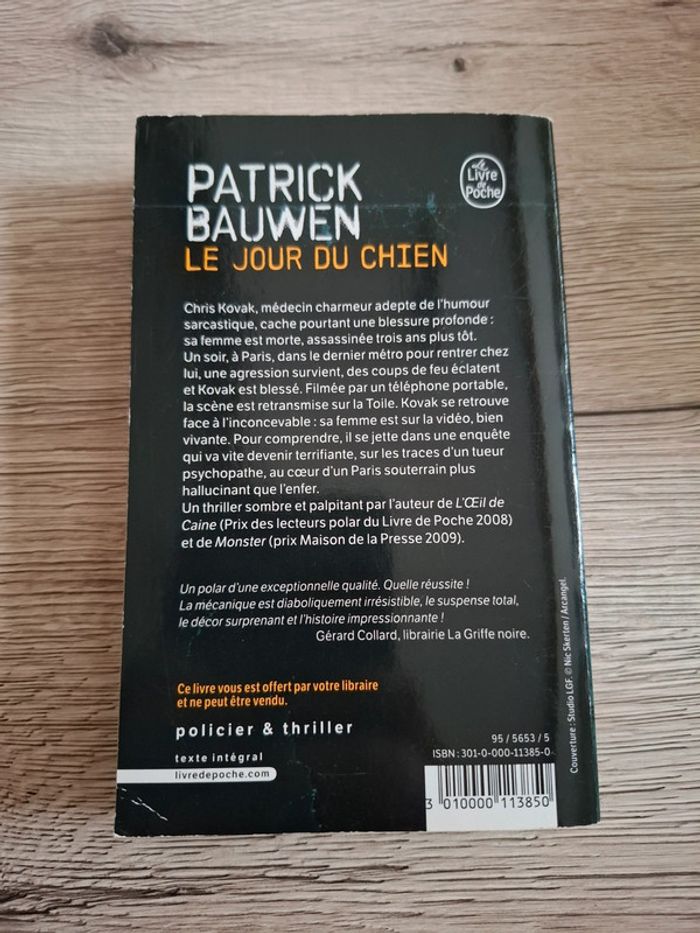 PATRICK
BAUWEN
LE JOUR DU CHIEN
Le
Livre
de
Poche
Chris Kovak, médecin charmeur adepte de l'humour
sarcastique, cache pourtant une blessure profonde :
sa femme est morte, assassinée trois ans plus tôt.
Un soir, à Paris, dans le dernier métro pour rentrer chez
lui, une agression survient, des coups de feu éclatent
et Kovak est blessé. Filmée par un téléphone portable,
la scène est retransmise sur la Toile. Kovak se retrouve
face à l'inconcevable : sa femme est sur la vidéo, bien
vivante. Pour comprendre, il se jette dans une enquête
qui va vite devenir terrifiante, sur les traces d'un tueur
psychopathe, au cœur d'un Paris souterrain plus
hallucinant que l'enfer.
Un thriller sombre et palpitant par l'auteur de L'Œil de
Caine (Prix des lecteurs polar du Livre de Poche 2008)
et de Monster (prix Maison de la Presse 2009).
Un polar d'une exceptionnelle qualité. Quelle réussite !
La mécanique est diaboliquement irrésistible, le suspense total,
le décor surprenant et l'histoire impressionnante !
Gérard Collard, librairie La Griffe noire.
Ce livre vous est offert par votre libraire
et ne peut être vendu.
policier & thriller
texte intégral
livredepoche.com
95 / 5653 / 5
ISBN : 301-0-000-11385-0
3 010000 113850
Couverture : Studio LGF. © Nic Skerten / Arcangel.